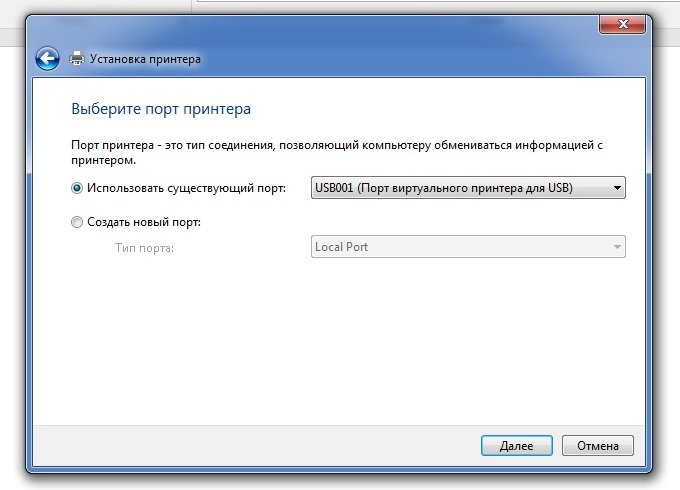 Установка принтера
Выберите порт принтера
Порт принтера - это тип соединения, позволяющий компьютеру обмениваться информацией с
принтером.
Использовать существующий порт: USB001 (Порт виртуального принтера для USB)
Создать новый порт:
Тип порта: Local Port
Далее Отмена